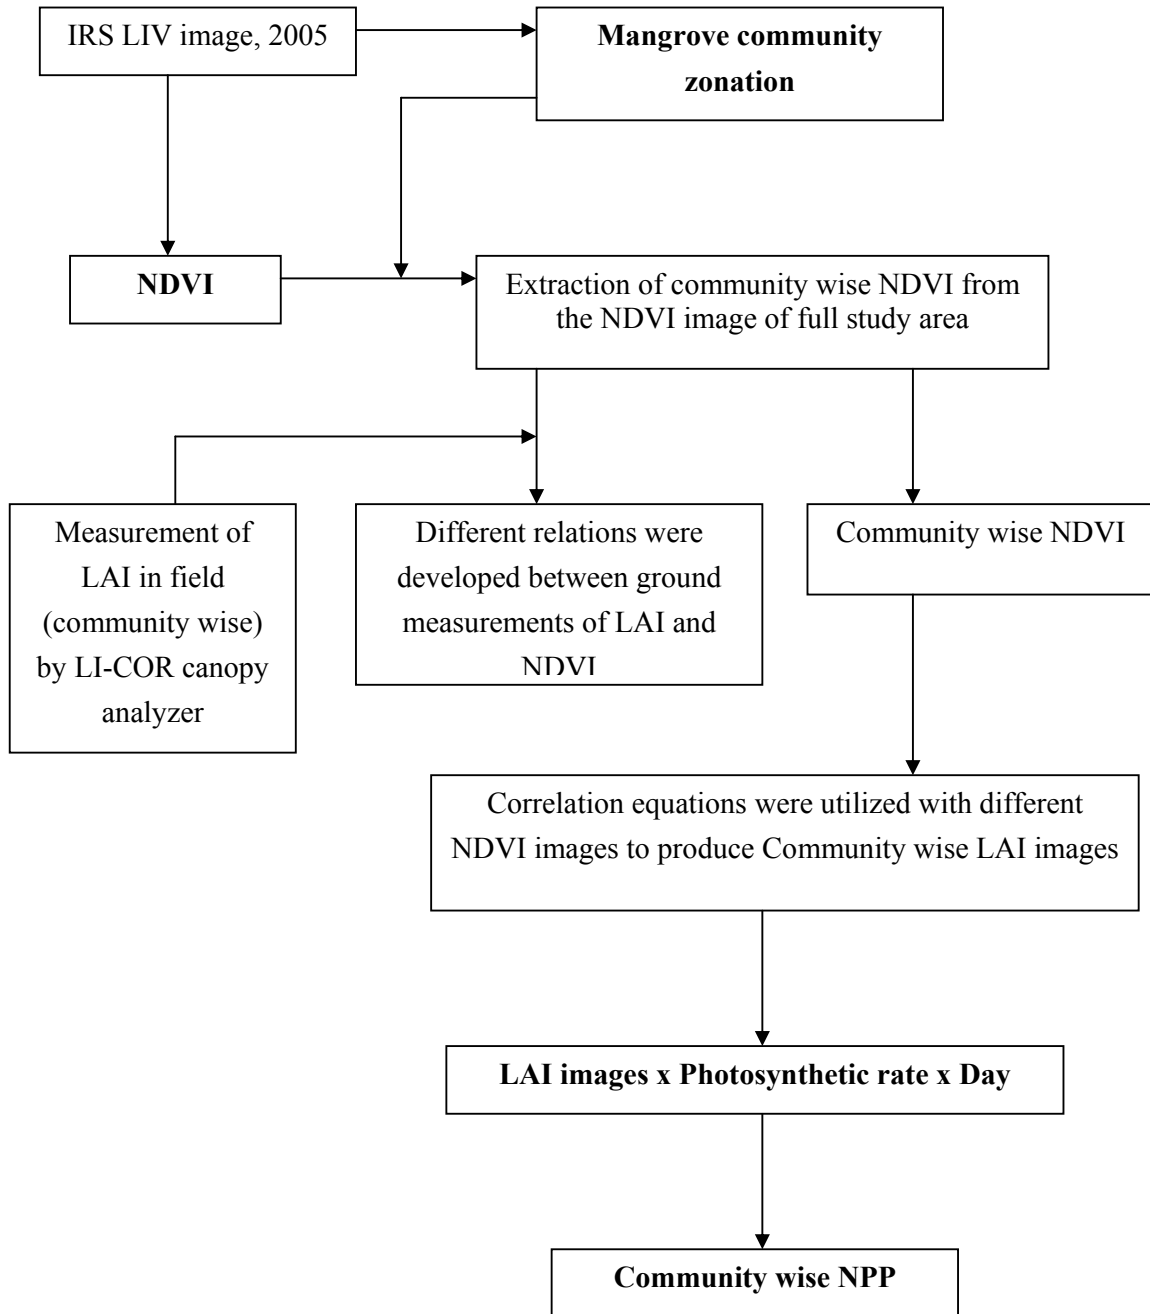 IRS LIV image, 2005
Mangrove community
zonation
NDVI
Extraction of community wise NDVI from
the NDVI image of full study area
Measurement of
LAI in field
(community wise)
by LI-COR canopy
analyzer
Different relations were
developed between ground
measurements of LAI and
NDVI
Community wise NDVI
Correlation equations were utilized with different
NDVI images to produce Community wise LAI images
LAI images x Photosynthetic rate x Day
Community wise NPP